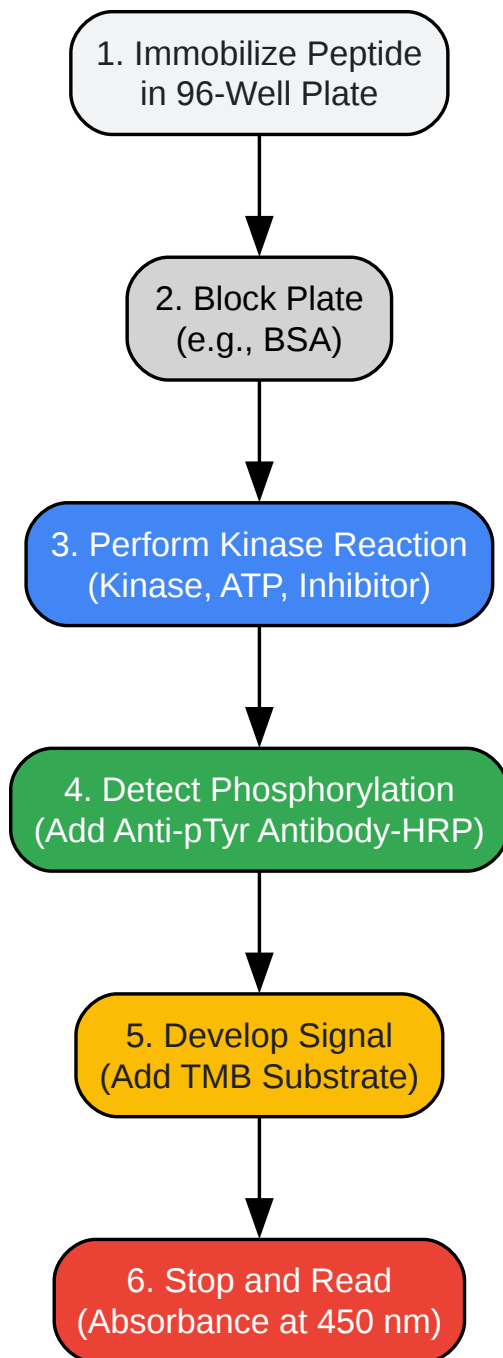 1. Immobilize Peptide
in 96-Well Plate
2. Block Plate
(e.g., BSA)
3. Perform Kinase Reaction
(Kinase, ATP, Inhibitor)
4. Detect Phosphorylation
(Add Anti-pTyr Antibody-HRP)
5. Develop Signal
(Add TMB Substrate)
6. Stop and Read
(Absorbance at 450 nm)